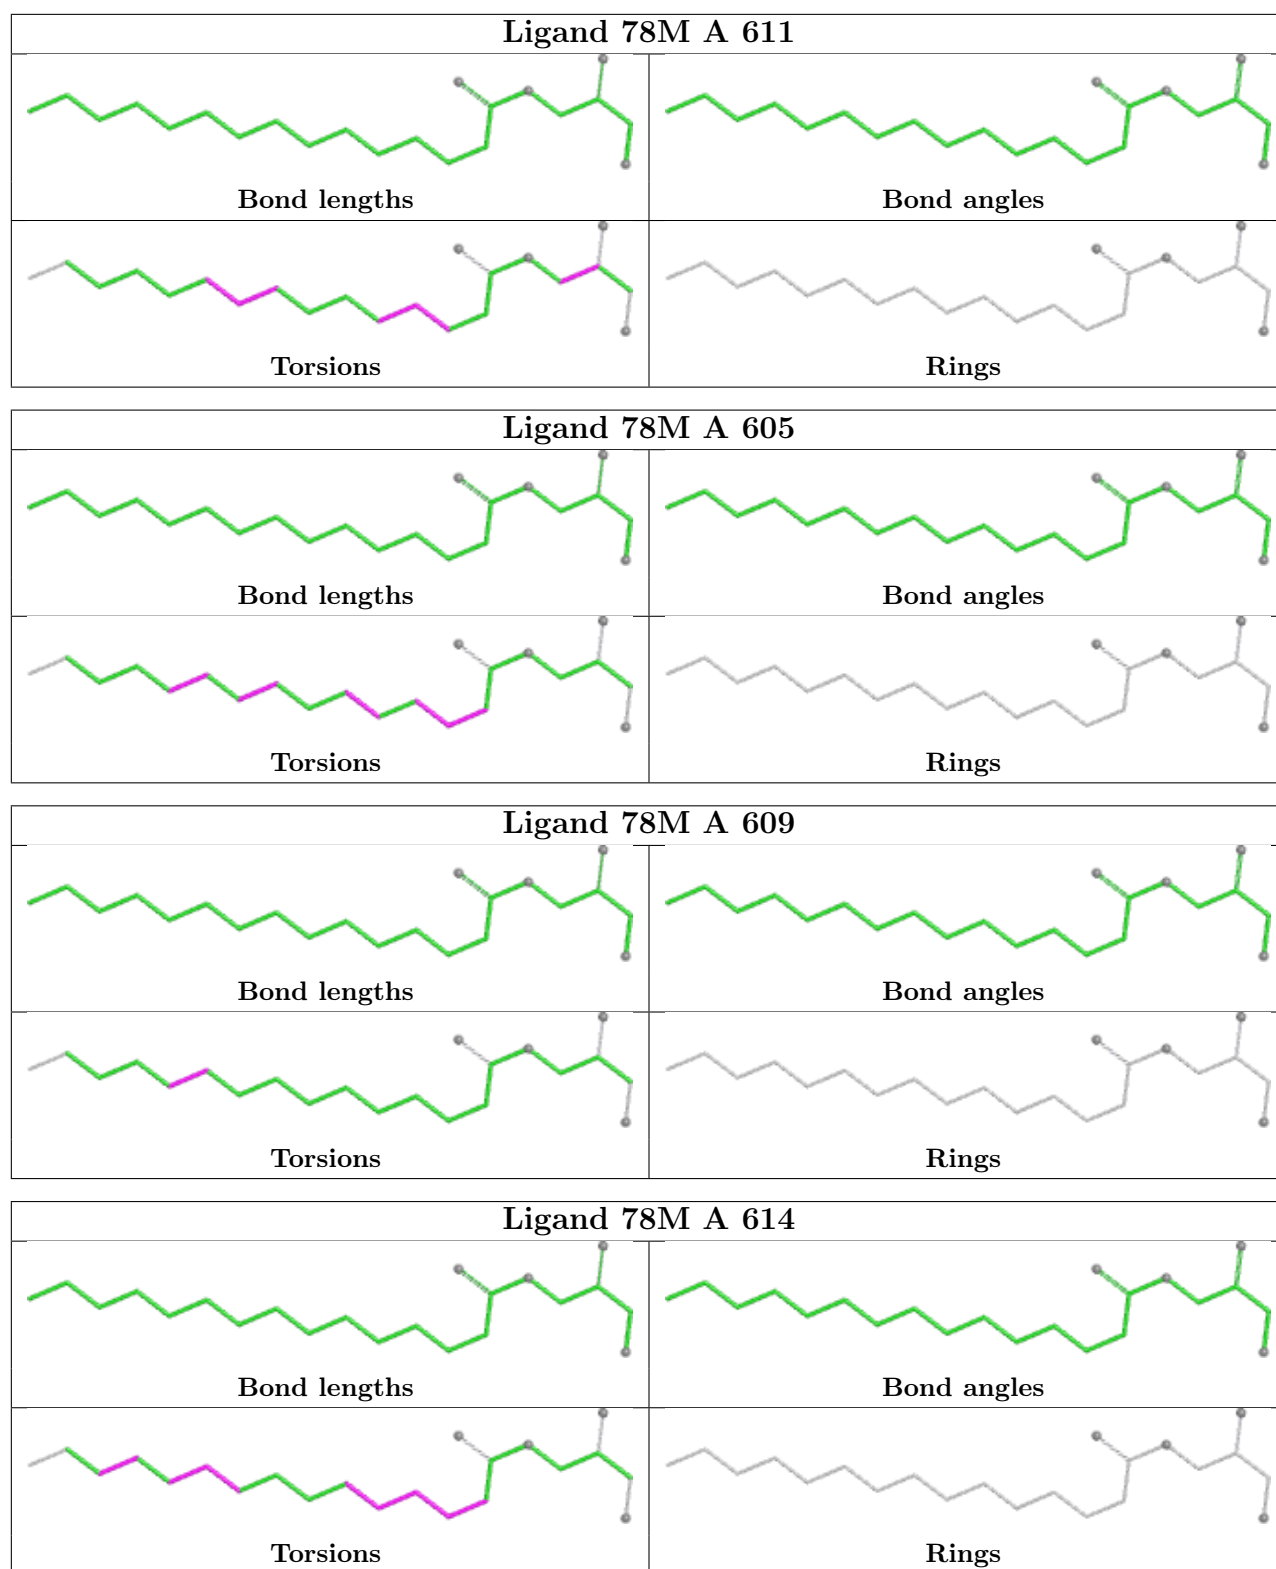 Ligand 78M A 611
Bond lengths
Bond angles
Torsions
Rings
Ligand 78M A 605
Bond lengths
Bond angles
Torsions
Rings
Ligand 78M A 609
Bond lengths
Bond angles
Torsions
Rings
Ligand 78M A 614
Bond lengths
Bond angles
Torsions
Rings